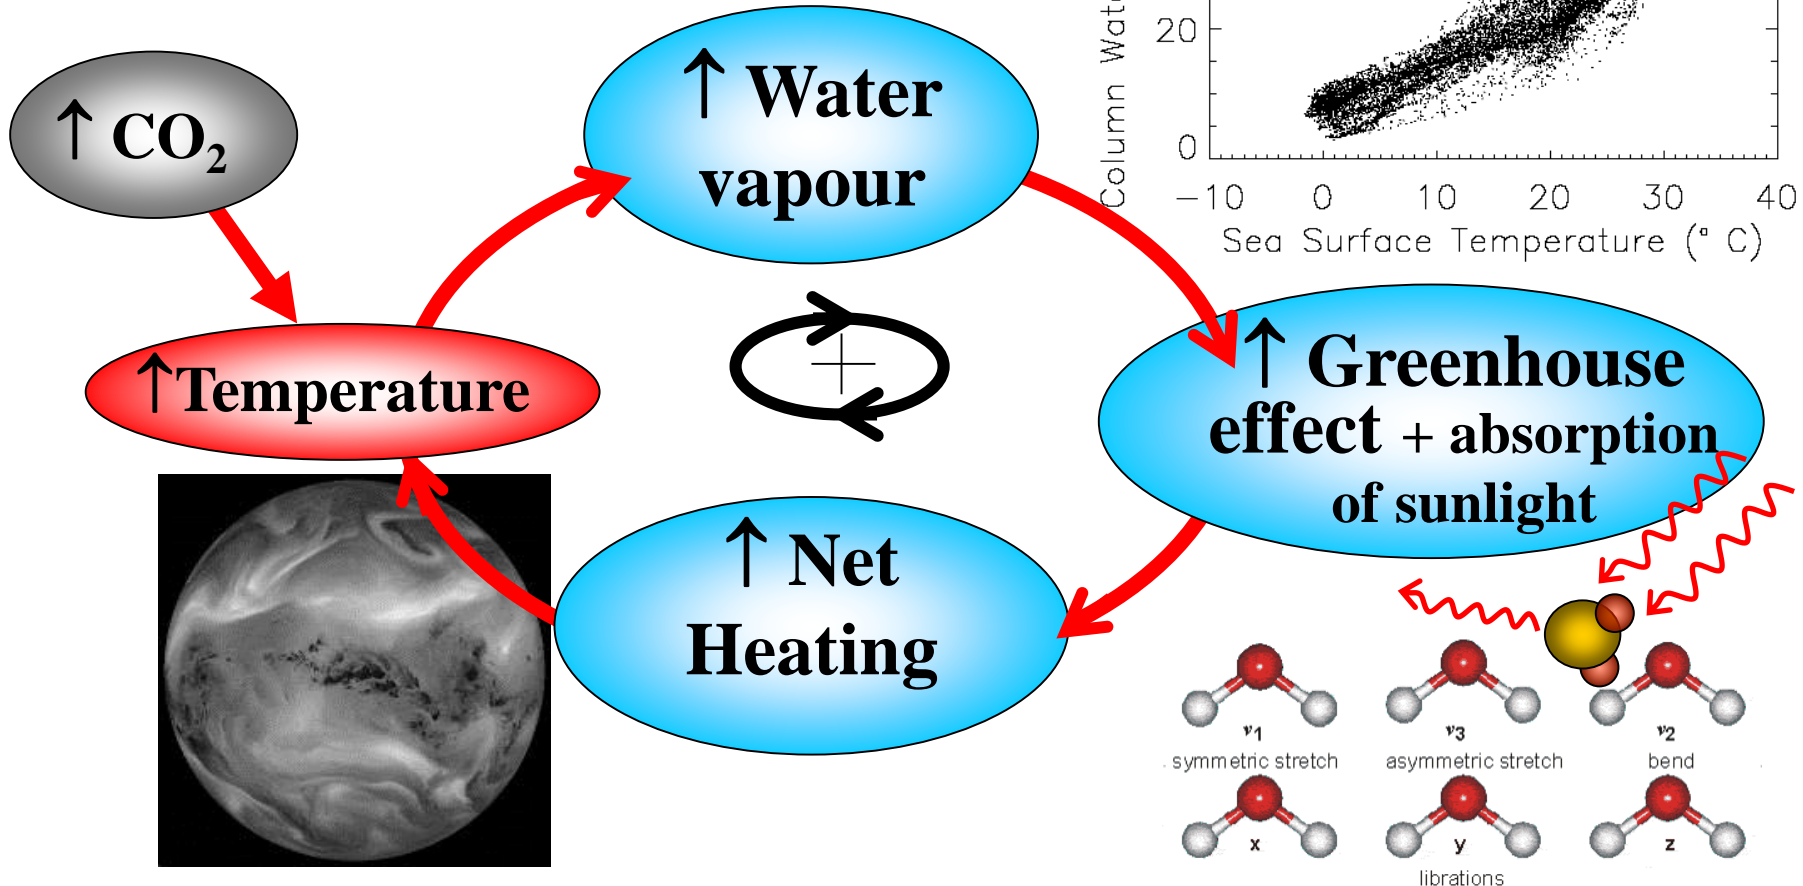 ↑ CO₂
↑ Water
vapour
↑Temperature
+
↑ Greenhouse
effect + absorption
of sunlight
↑ Net
Heating
Column
20
0
−10 0 10 20 30 40
Sea Surface Temperature (° C)
ν1 ν3 ν2
symmetric stretch asymmetric stretch bend
x y z
librations